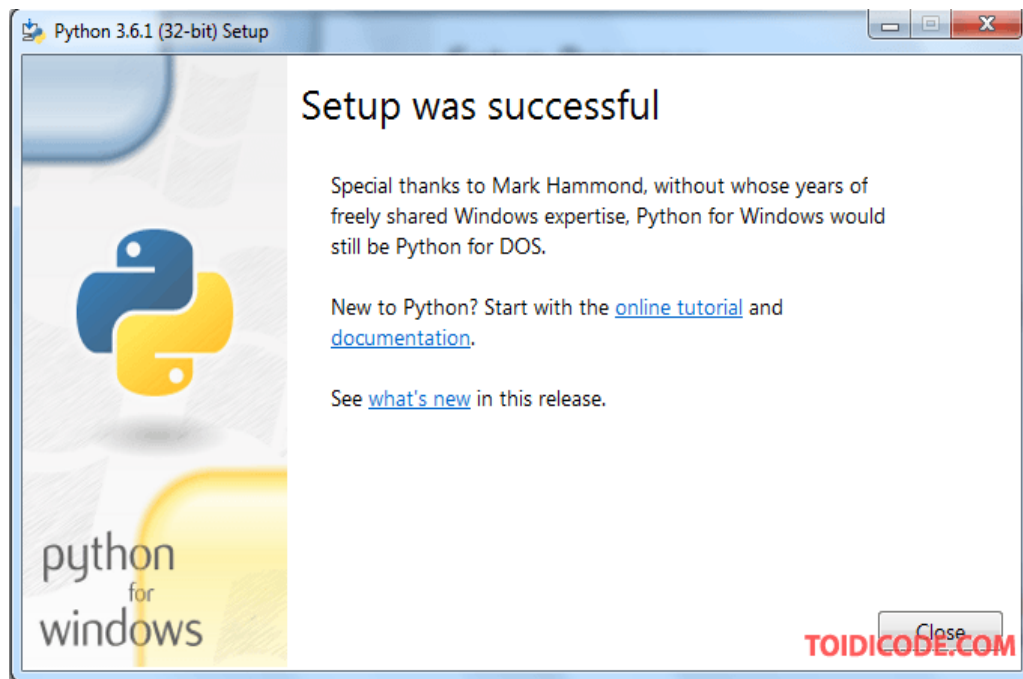 Python 3.6.1 (32-bit) Setup
Setup was successful
Special thanks to Mark Hammond, without whose years of
freely shared Windows expertise, Python for Windows would
still be Python for DOS.
New to Python? Start with the online tutorial and
documentation.
See what's new in this release.
python
for
windows
Close
TOIDICODE.COM